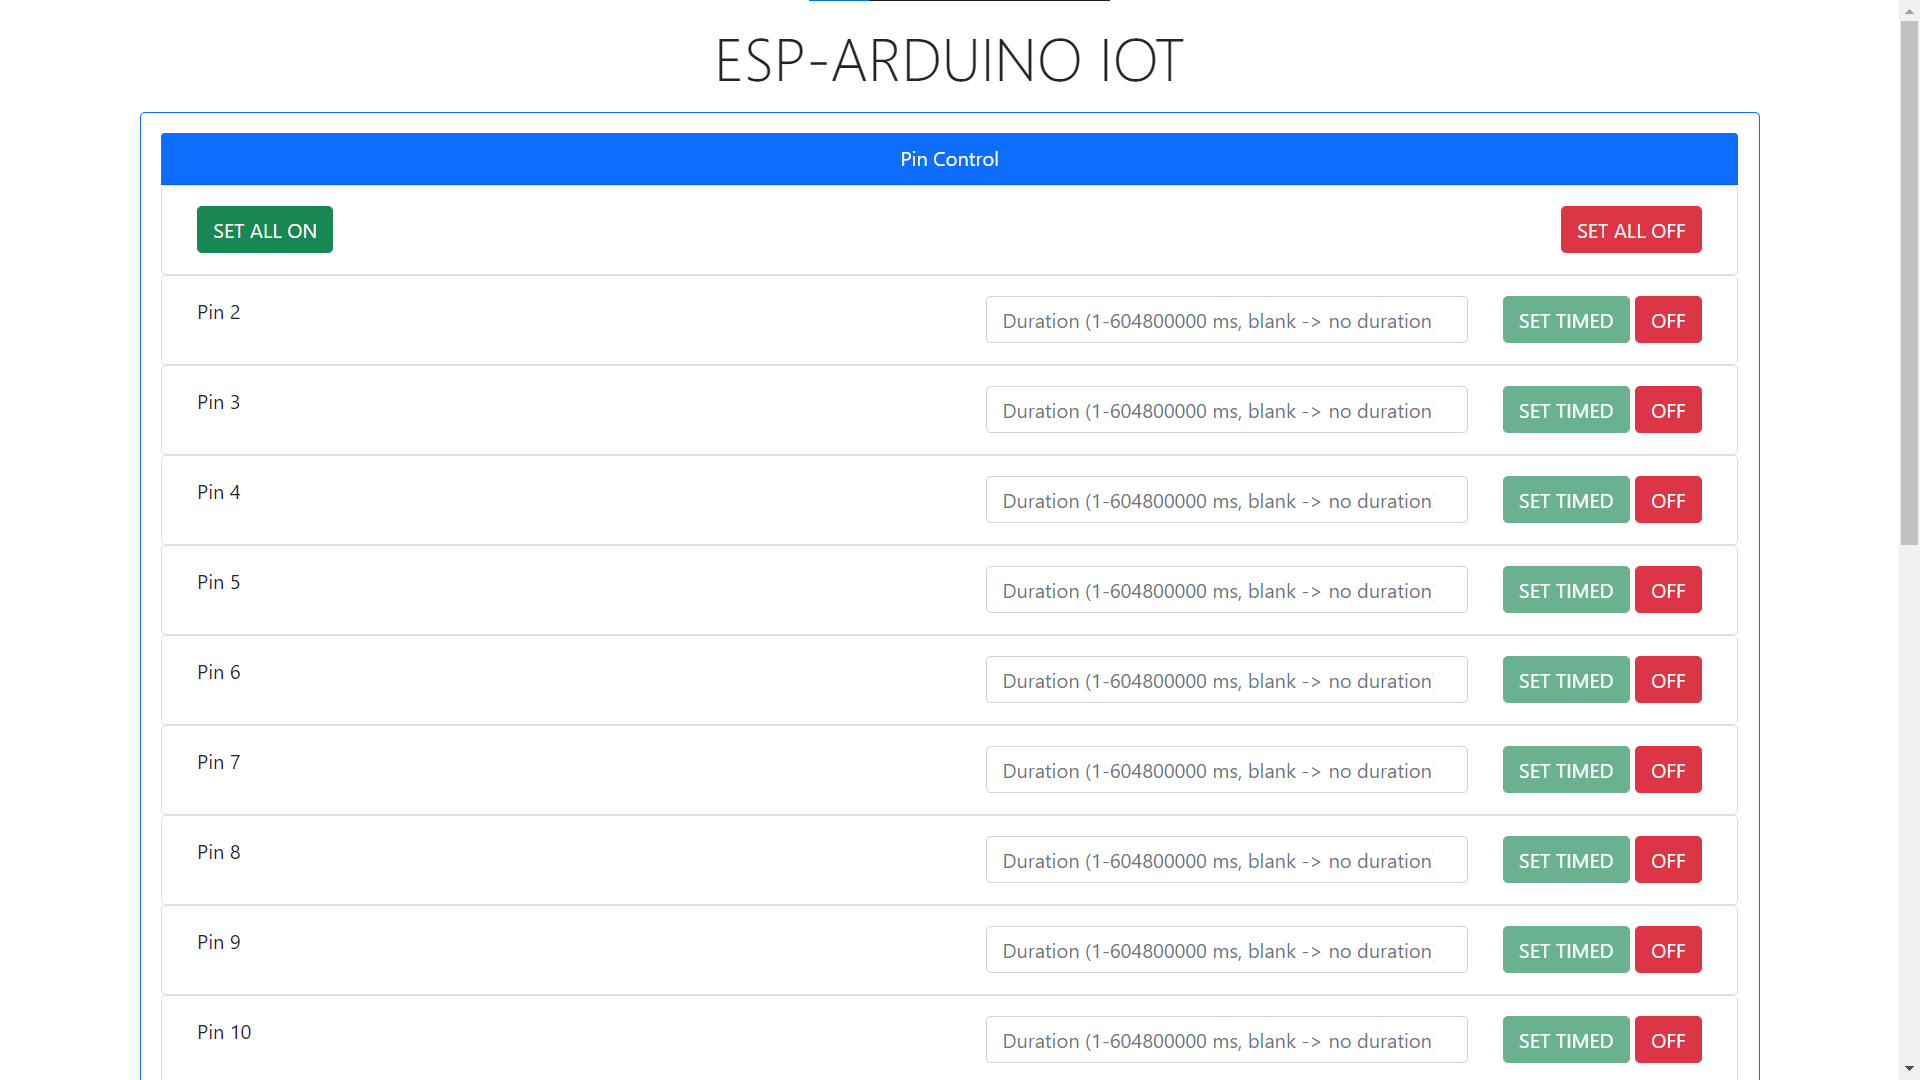 ESP-ARDUINO IOT
Pin Control
SET ALL ON SET ALL OFF
Pin 2 Duration (1-604800000 ms, blank -> no duration SET TIMED OFF
Pin 3 Duration (1-604800000 ms, blank -> no duration SET TIMED OFF
Pin 4 Duration (1-604800000 ms, blank -> no duration SET TIMED OFF
Pin 5 Duration (1-604800000 ms, blank -> no duration SET TIMED OFF
Pin 6 Duration (1-604800000 ms, blank -> no duration SET TIMED OFF
Pin 7 Duration (1-604800000 ms, blank -> no duration SET TIMED OFF
Pin 8 Duration (1-604800000 ms, blank -> no duration SET TIMED OFF
Pin 9 Duration (1-604800000 ms, blank -> no duration SET TIMED OFF
Pin 10 Duration (1-604800000 ms, blank -> no duration SET TIMED OFF